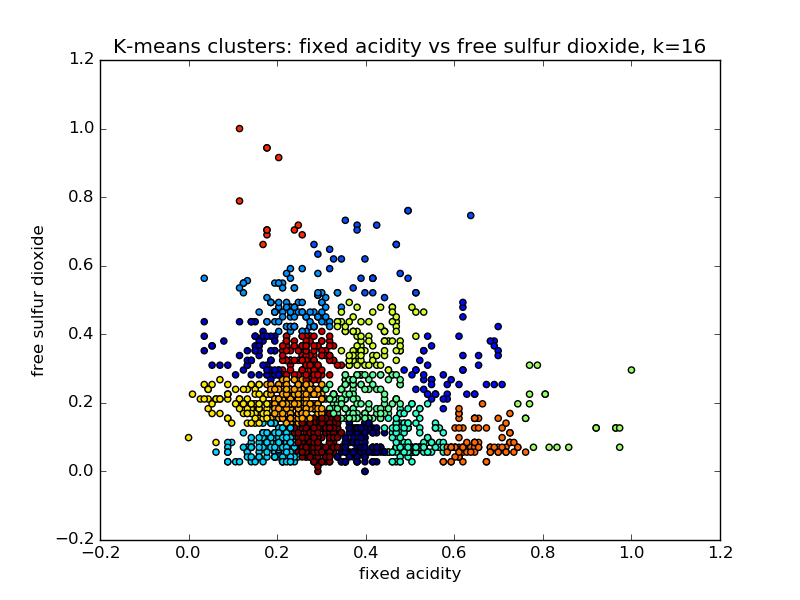 K-means clusters: fixed acidity vs free sulfur dioxide, k=16
1.2
1.0
0.8
0.6
0.4
0.2
0.0
−0.2
free sulfur dioxide
−0.2 0.0 0.2 0.4 0.6 0.8 1.0 1.2
fixed acidity